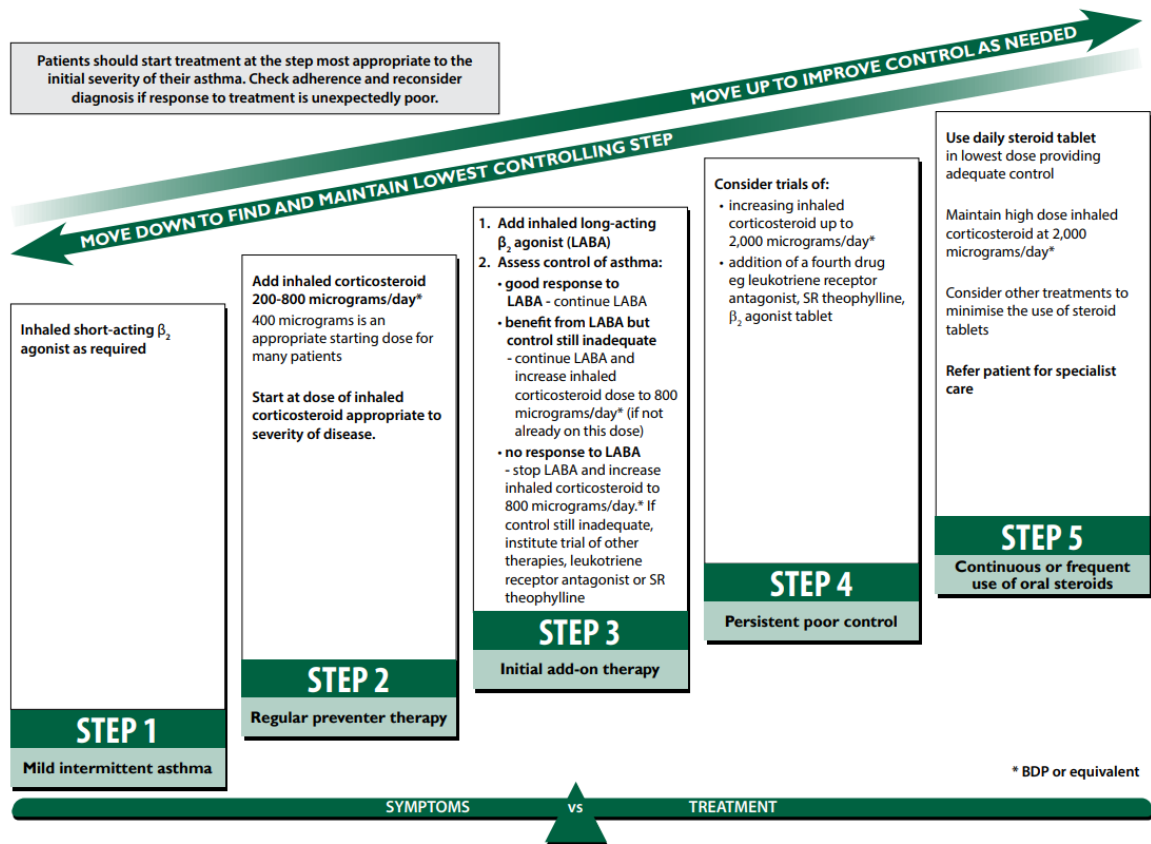 Patients should start treatment at the step most appropriate to the
initial severity of their asthma. Check adherence and reconsider
diagnosis if response to treatment is unexpectedly poor.
MOVE UP TO IMPROVE CONTROL AS NEEDED
MOVE DOWN TO FIND AND MAINTAIN LOWEST CONTROLLING STEP
Inhaled short-acting β₂
agonist as required
STEP 1
Mild intermittent asthma
Add inhaled corticosteroid
200-800 micrograms/day*
400 micrograms is an
appropriate starting dose for
many patients
Start at dose of inhaled
corticosteroid appropriate to
severity of disease.
STEP 2
Regular preventer therapy
1. Add inhaled long-acting
β₂ agonist (LABA)
2. Assess control of asthma:
• good response to
LABA - continue LABA
• benefit from LABA but
control still inadequate
- continue LABA and
increase inhaled
corticosteroid dose to 800
micrograms/day* (if not
already on this dose)
• no response to LABA
- stop LABA and increase
inhaled corticosteroid to
800 micrograms/day.* If
control still inadequate,
institute trial of other
therapies, leukotriene
receptor antagonist or SR
theophylline
STEP 3
Initial add-on therapy
Consider trials of:
• increasing inhaled
corticosteroid up to
2,000 micrograms/day*
• addition of a fourth drug
eg leukotriene receptor
antagonist, SR theophylline,
β₂ agonist tablet
STEP 4
Persistent poor control
Use daily steroid tablet
in lowest dose providing
adequate control
Maintain high dose inhaled
corticosteroid at 2,000
micrograms/day*
Consider other treatments to
minimise the use of steroid
tablets
Refer patient for specialist
care
STEP 5
Continuous or frequent
use of oral steroids
* BDP or equivalent
SYMPTOMS vs TREATMENT